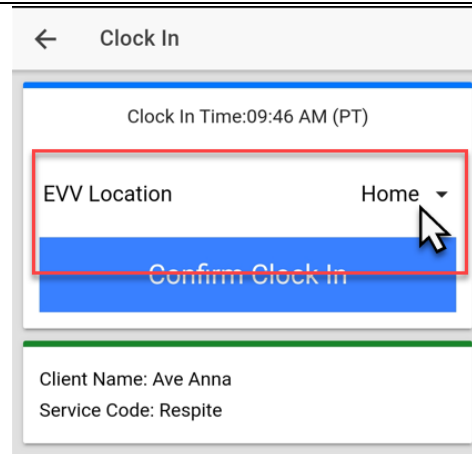 Clock In
Clock In Time:09:46 AM (PT)
EVV Location Home
Confirm Clock In
Client Name: Ave Anna
Service Code: Respite